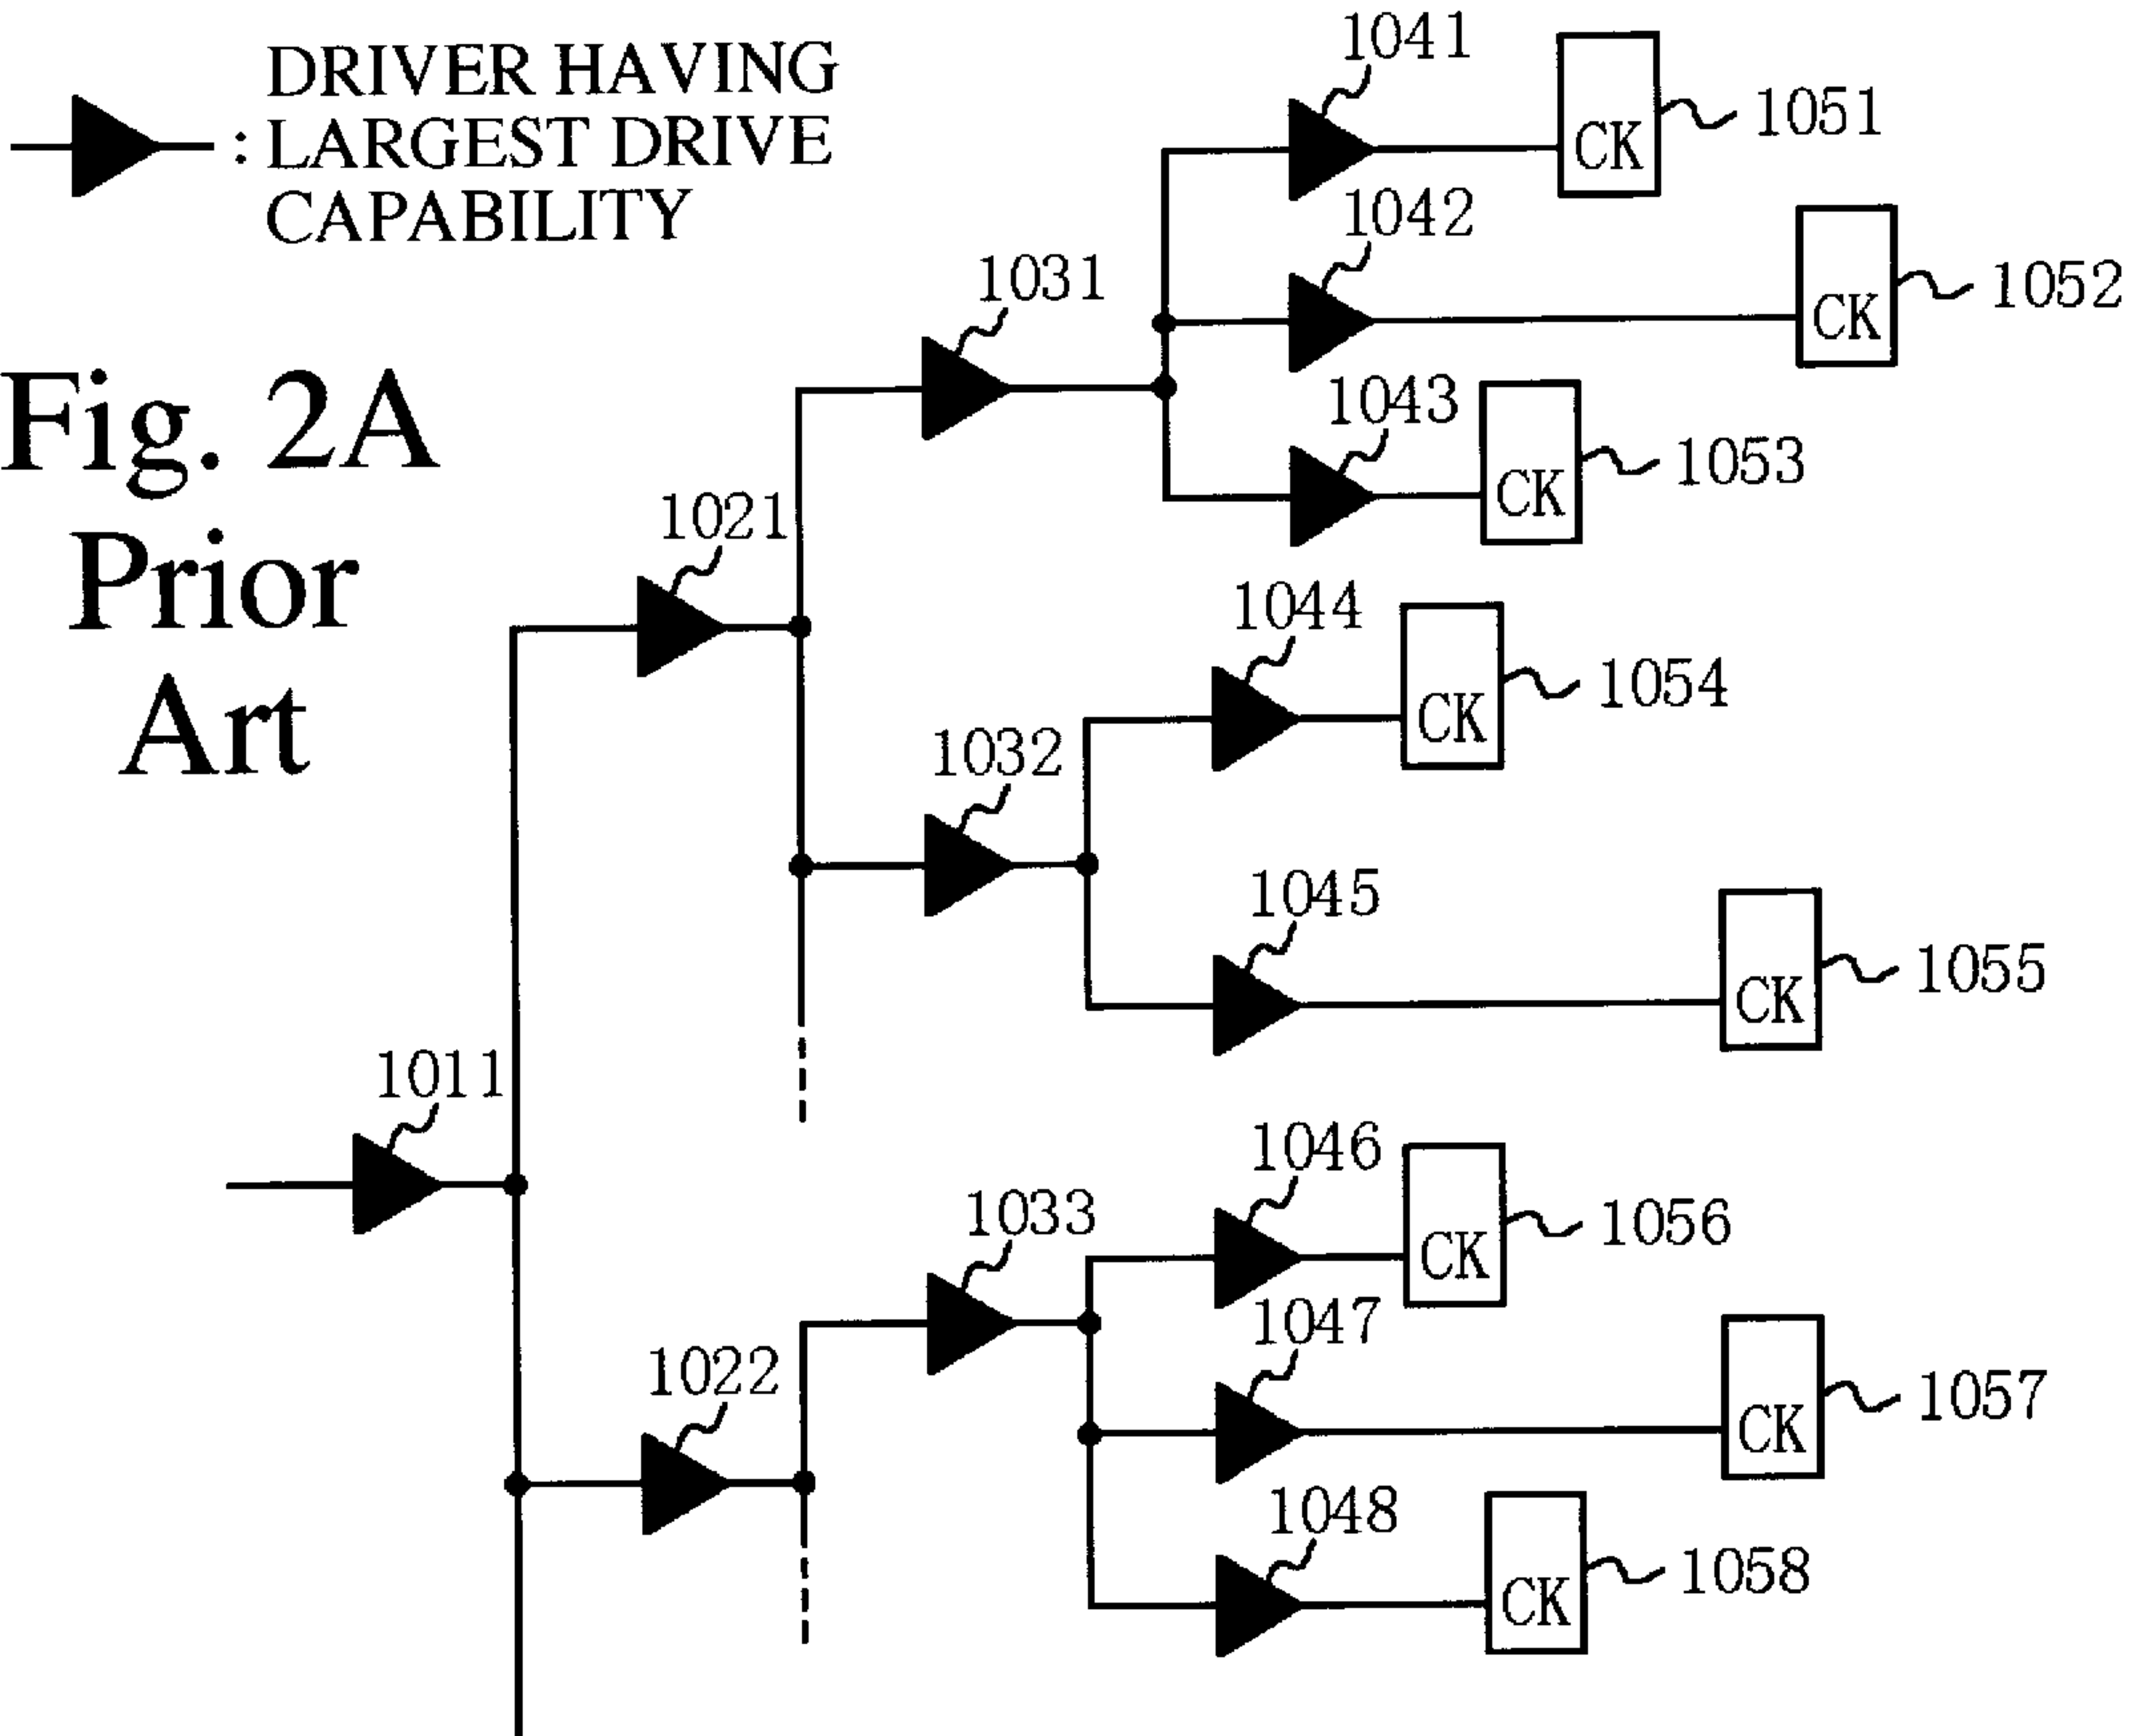 DRIVER HAVING
: LARGEST DRIVE
CAPABILITY
Fig. 2A
Prior
Art
1041
1051
CK
1042
1052
CK
1031
1043
1053
CK
1021
1044
1054
CK
1032
1045
1055
CK
1011
1046
1056
CK
1033
1047
1057
CK
1022
1048
1058
CK